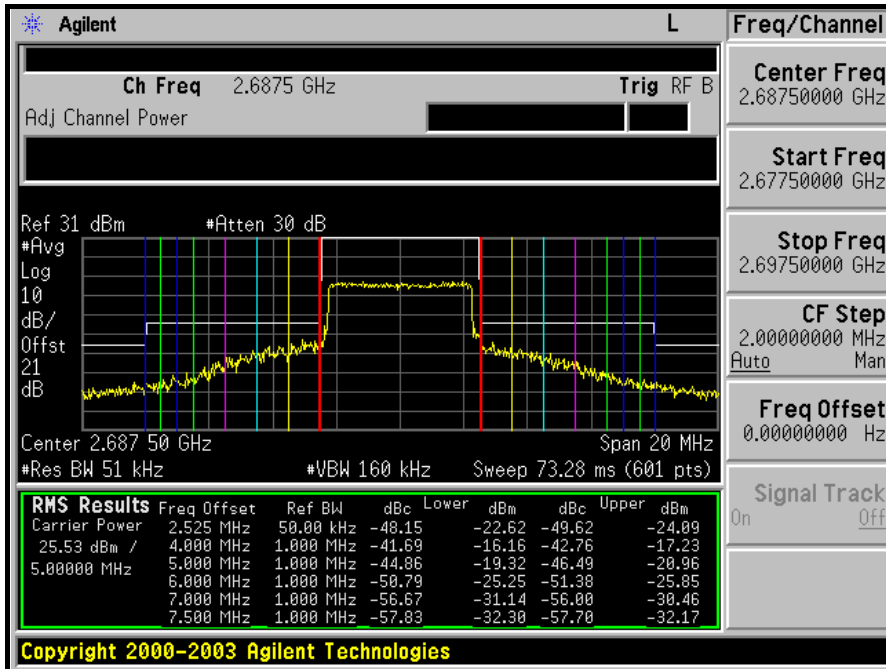 Agilent L Freq/Channel
Ch Freq 2.6875 GHz Trig RF B
Adj Channel Power
Center Freq
2.68750000 GHz
Start Freq
2.67750000 GHz
Stop Freq
2.69750000 GHz
CF Step
2.00000000 MHz
Auto Man
Freq Offset
0.00000000 Hz
Signal Track
On Off
Ref 31 dBm #Atten 30 dB
#Avg
Log
10
dB/
Offst
21
dB
Center 2.687 50 GHz Span 20 MHz
#Res BW 51 kHz #VBW 160 kHz Sweep 73.28 ms (601 pts)
RMS Results Freq Offset Ref BW dBc Lower dBm dBc Upper dBm
Carrier Power 2.525 MHz 50.00 kHz -48.15 -22.62 -49.62 -24.09
25.53 dBm / 4.000 MHz 1.000 MHz -41.69 -16.16 -42.76 -17.23
5.00000 MHz 5.000 MHz 1.000 MHz -44.86 -19.32 -46.49 -20.96
6.000 MHz 1.000 MHz -50.79 -25.25 -51.38 -25.85
7.000 MHz 1.000 MHz -56.67 -31.14 -56.00 -30.46
7.500 MHz 1.000 MHz -57.83 -32.30 -57.70 -32.17
Copyright 2000-2003 Agilent Technologies